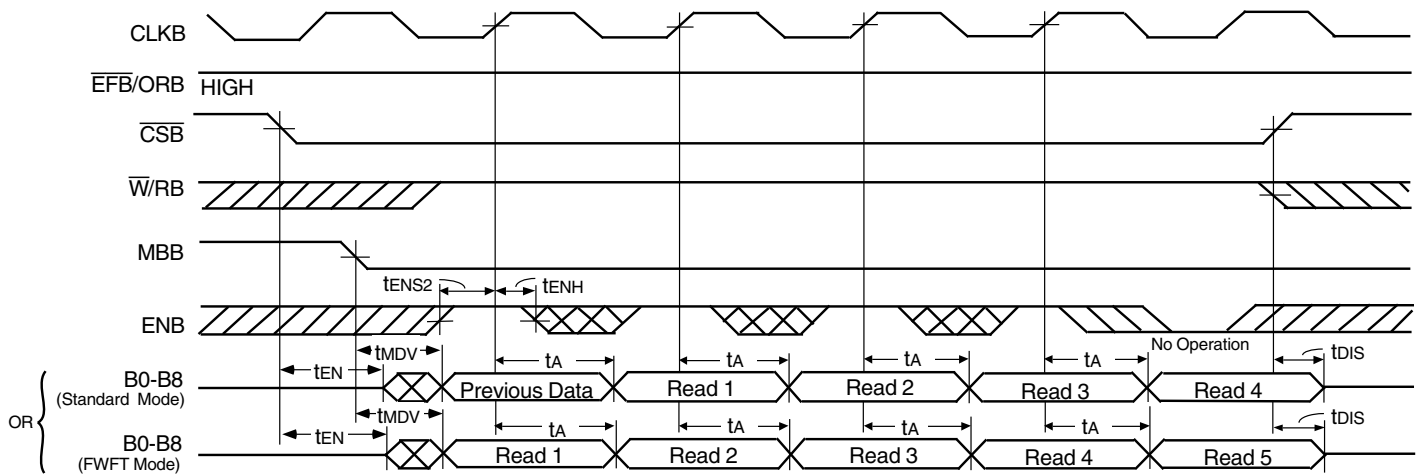 CLKB
EFB/ORB HIGH
CSB
W/RB
MBB
tENS2 tENH
ENB
No Operation
tMDV tA tA tA tA tDIS
tEN
B0-B8 Previous Data Read 1 Read 2 Read 3 Read 4
(Standard Mode)
OR
tMDV tA tA tA tA tDIS
tEN
B0-B8 Read 1 Read 2 Read 3 Read 4 Read 5
(FWFT Mode)